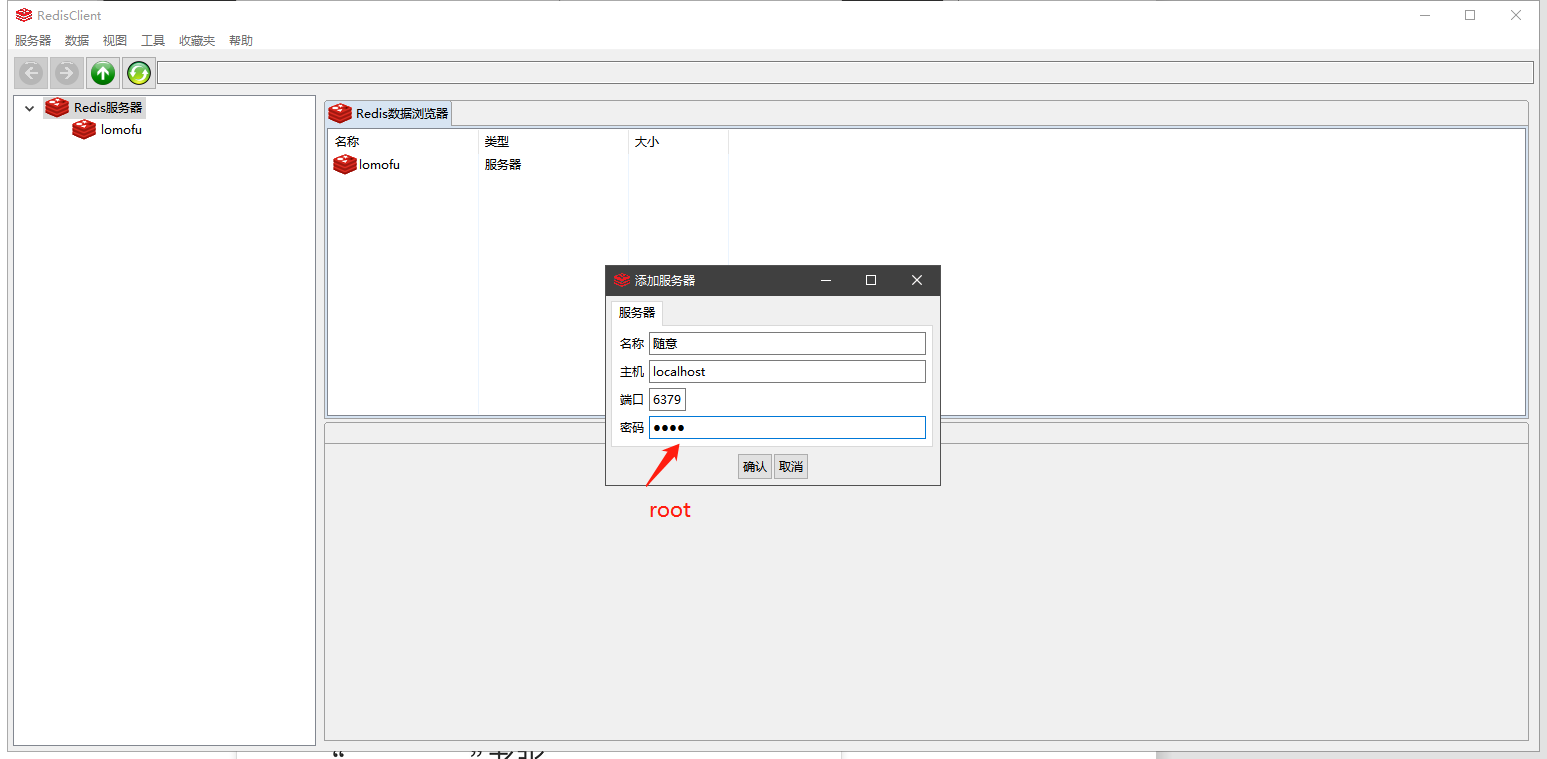 RedisClient
服务器 数据 视图 工具 收藏夹 帮助
Redis服务器
lomofu
Redis数据浏览器
名称 类型 大小
lomofu 服务器
添加服务器
服务器
名称 随意
主机 localhost
端口 6379
密码 ●●●●
确认 取消
root